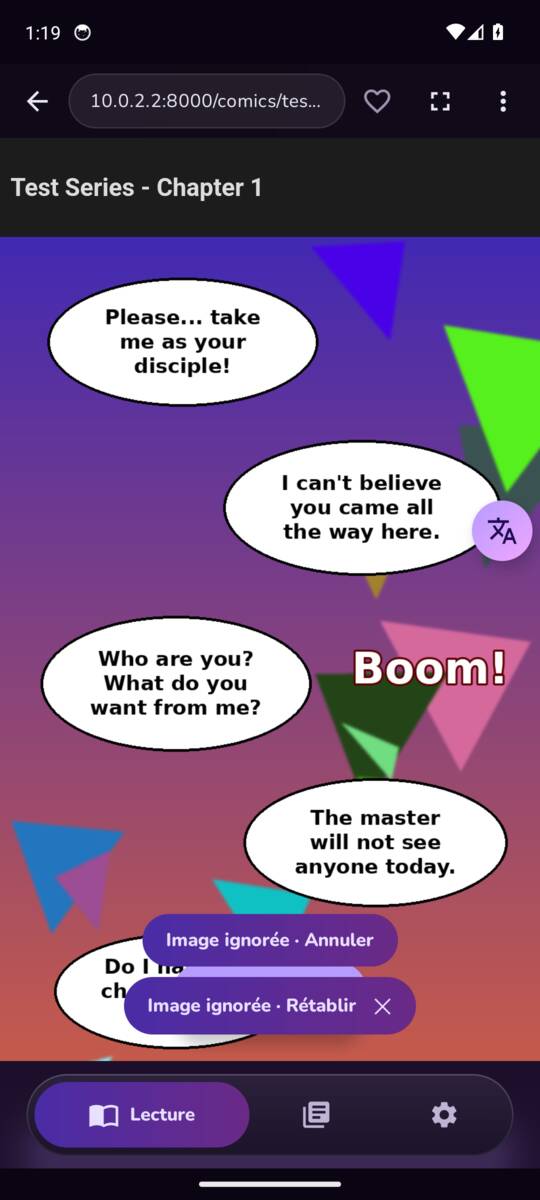 1:19
10.0.2.2:8000/comics/tes...
Test Series - Chapter 1
Please... take
me as your
disciple!
I can't believe
you came all
the way here.
Who are you?
What do you
want from me?
Boom!
The master
will not see
anyone today.
Image ignorée · Annuler
Do I
Image ignorée · Rétablir
Lecture